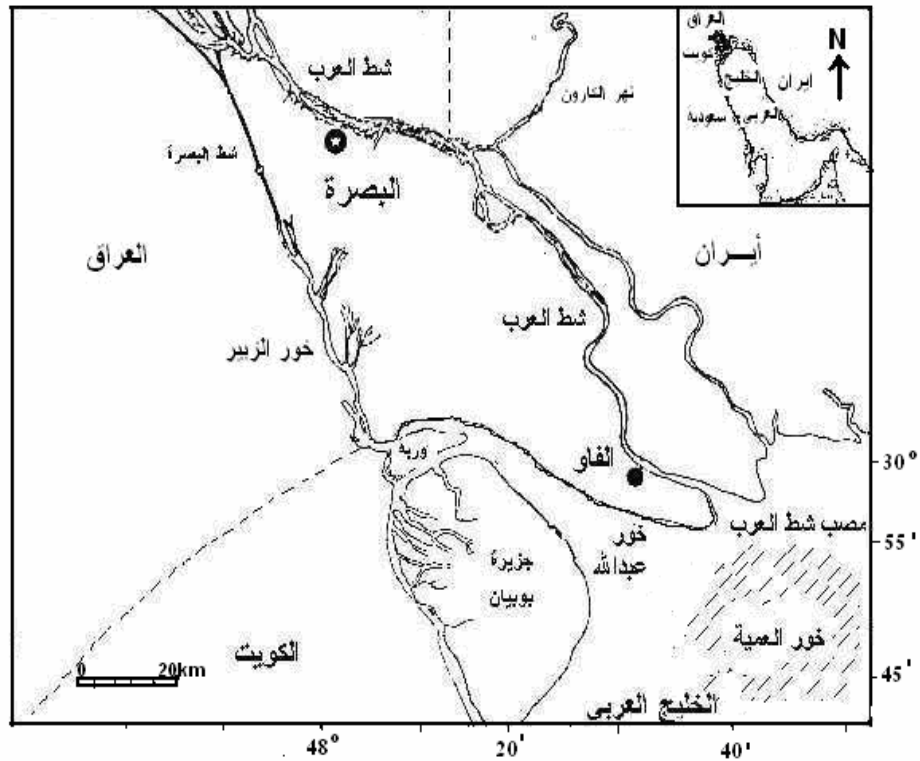 شط العرب
نهر الكارون
العراق
كويت
الخليج
العربي
ايران
سعودية
N
شط البصرة
البصرة
العراق
أيـــران
شط العرب
خور الزبير
وربة
الفاو
30°
مصب شط العرب
خور
عبدالله
55'
جزيرة
بوبيان
خور العمية
الكويت
0 20km
45'
الخليج العربي
48° 20' 40'